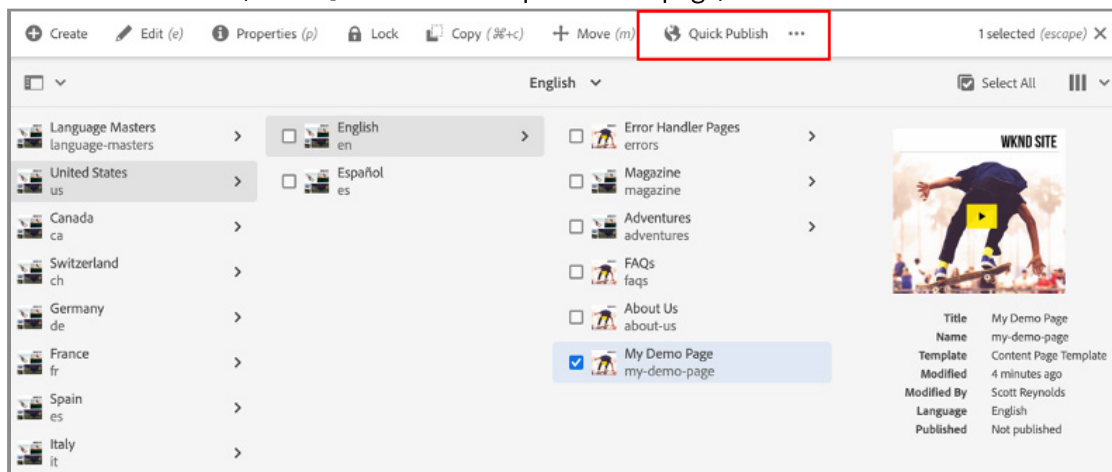 Create Edit (e) Properties (p) Lock Copy (⌘+c) Move (m) Quick Publish ••• 1 selected (escape) ×
English Select All
Language Masters
language-masters
United States
us
Canada
ca
Switzerland
ch
Germany
de
France
fr
Spain
es
Italy
it
English
en
Español
es
Error Handler Pages
errors
Magazine
magazine
Adventures
adventures
FAQs
faqs
About Us
about-us
My Demo Page
my-demo-page
WKND SITE
Title My Demo Page
Name my-demo-page
Template Content Page Template
Modified 4 minutes ago
Modified By Scott Reynolds
Language English
Published Not published